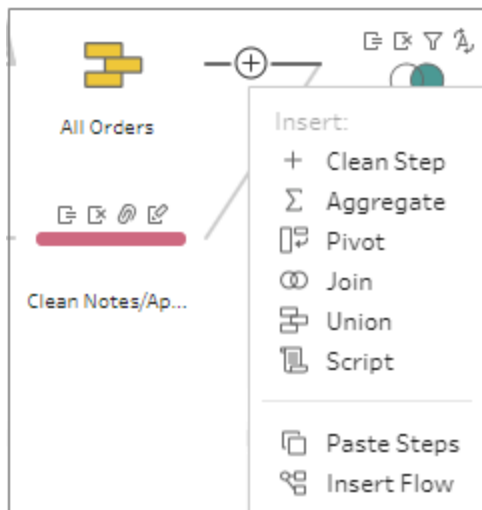 All Orders
Clean Notes/Ap...
Insert:
Clean Step
Aggregate
Pivot
Join
Union
Script
Paste Steps
Insert Flow